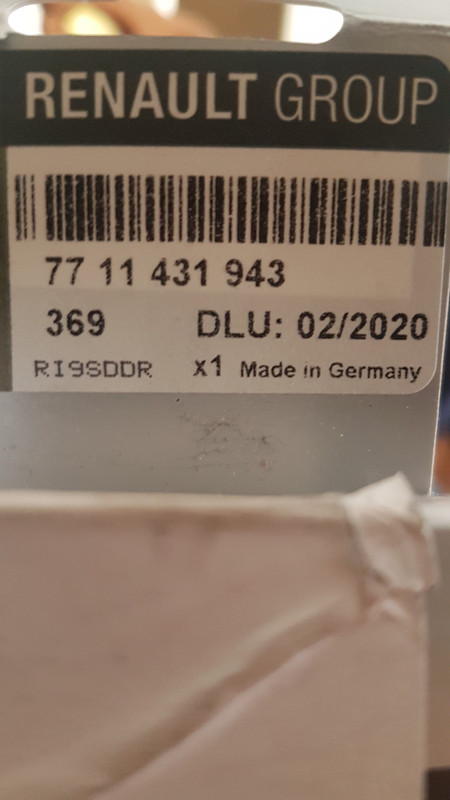 RENAULT GROUP
77 11 431 943
369 DLU: 02/2020
RI9SDDR x1 Made in Germany